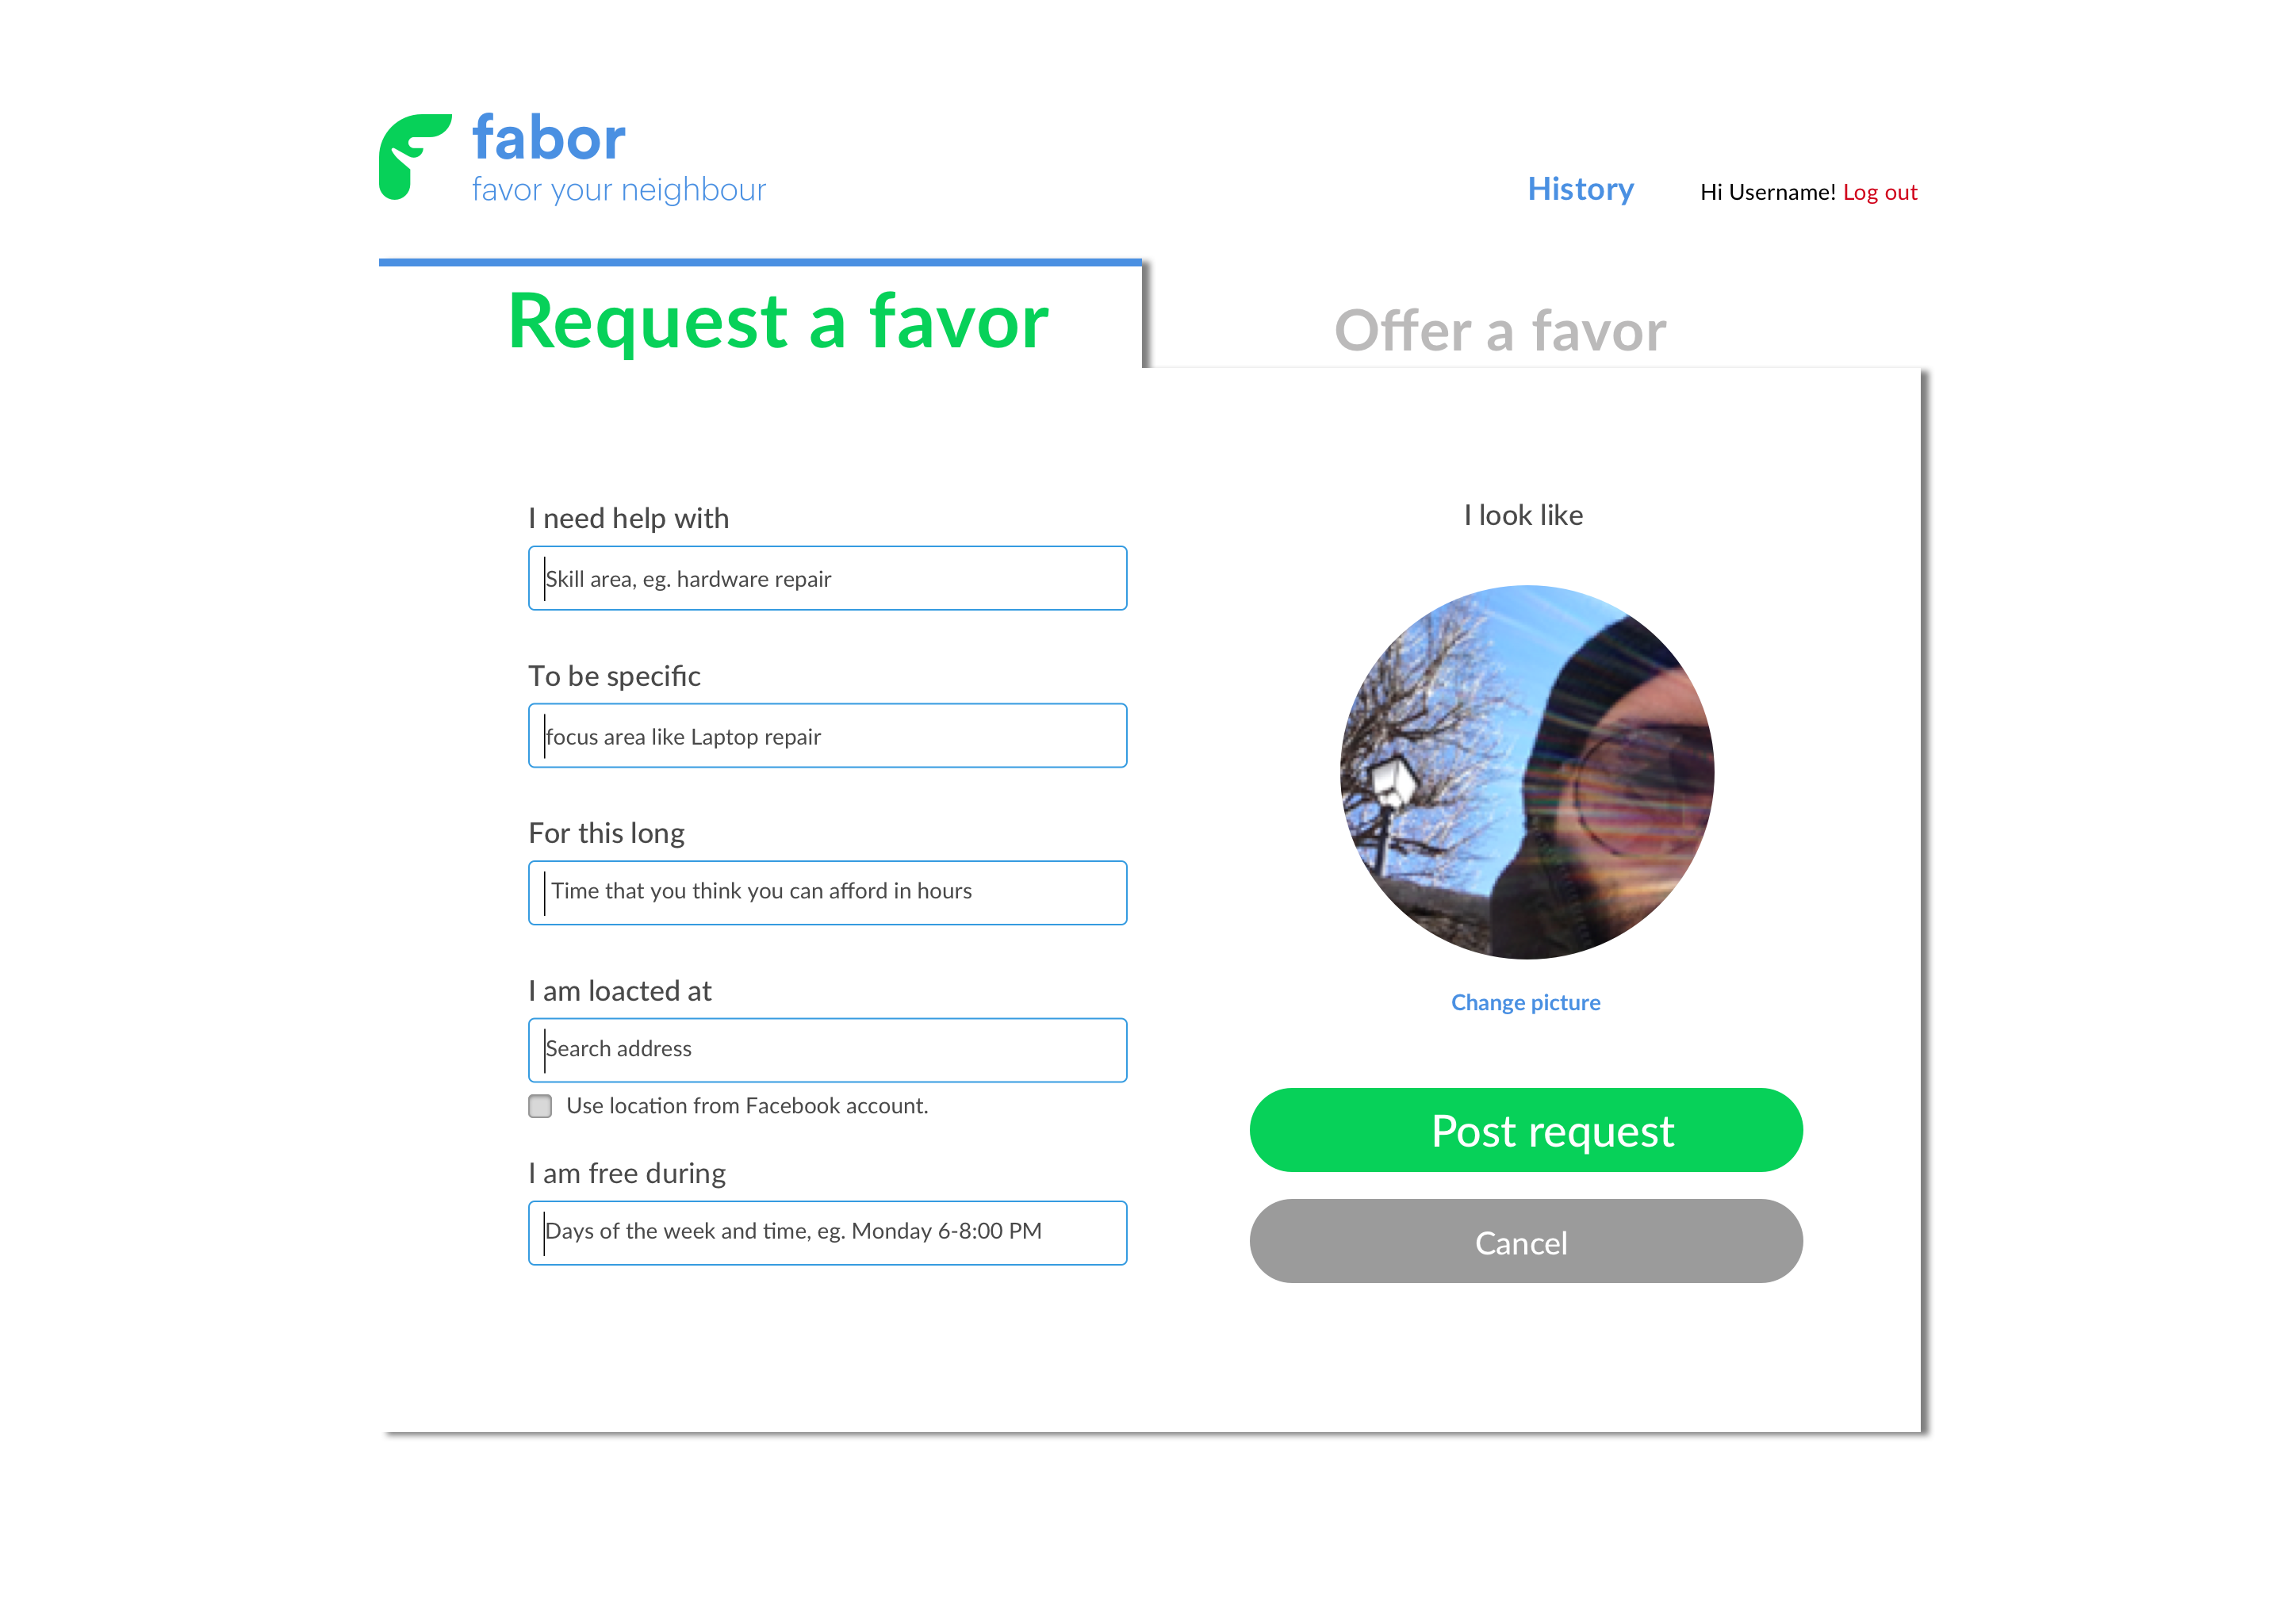 fabor
favor your neighbour
History
Hi Username! Log out
Request a favor
Offer a favor
I need help with
Skill area, eg. hardware repair
To be specific
focus area like Laptop repair
For this long
Time that you think you can afford in hours
I am loacted at
Search address
Use location from Facebook account.
I am free during
Days of the week and time, eg. Monday 6-8:00 PM
I look like
Change picture
Post request
Cancel